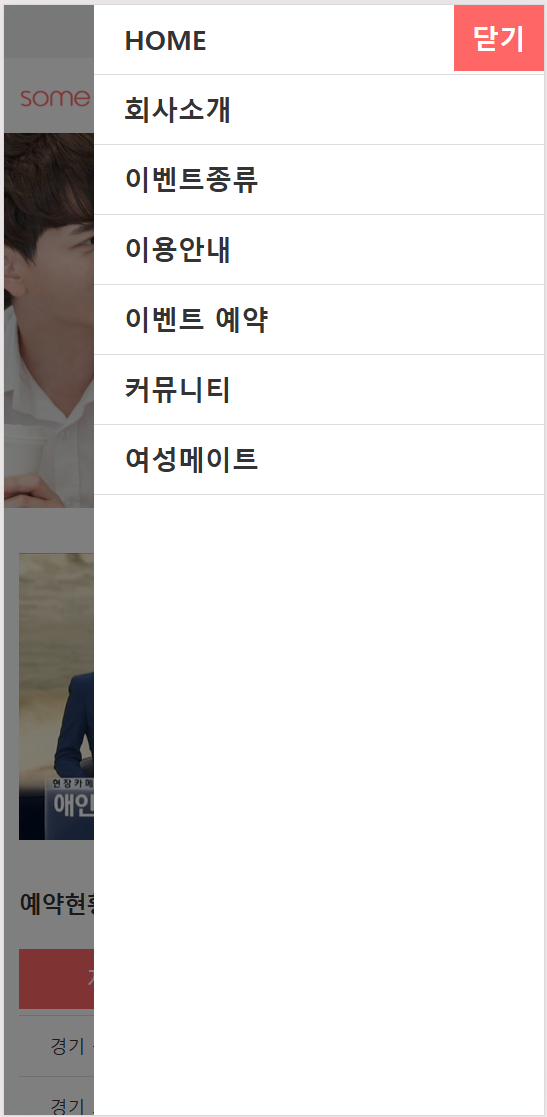 HOME
닫기
회사소개
이벤트종류
이용안내
이벤트 예약
커뮤니티
여성메이트
some
현장카메
애인
예약현황
경기
경기